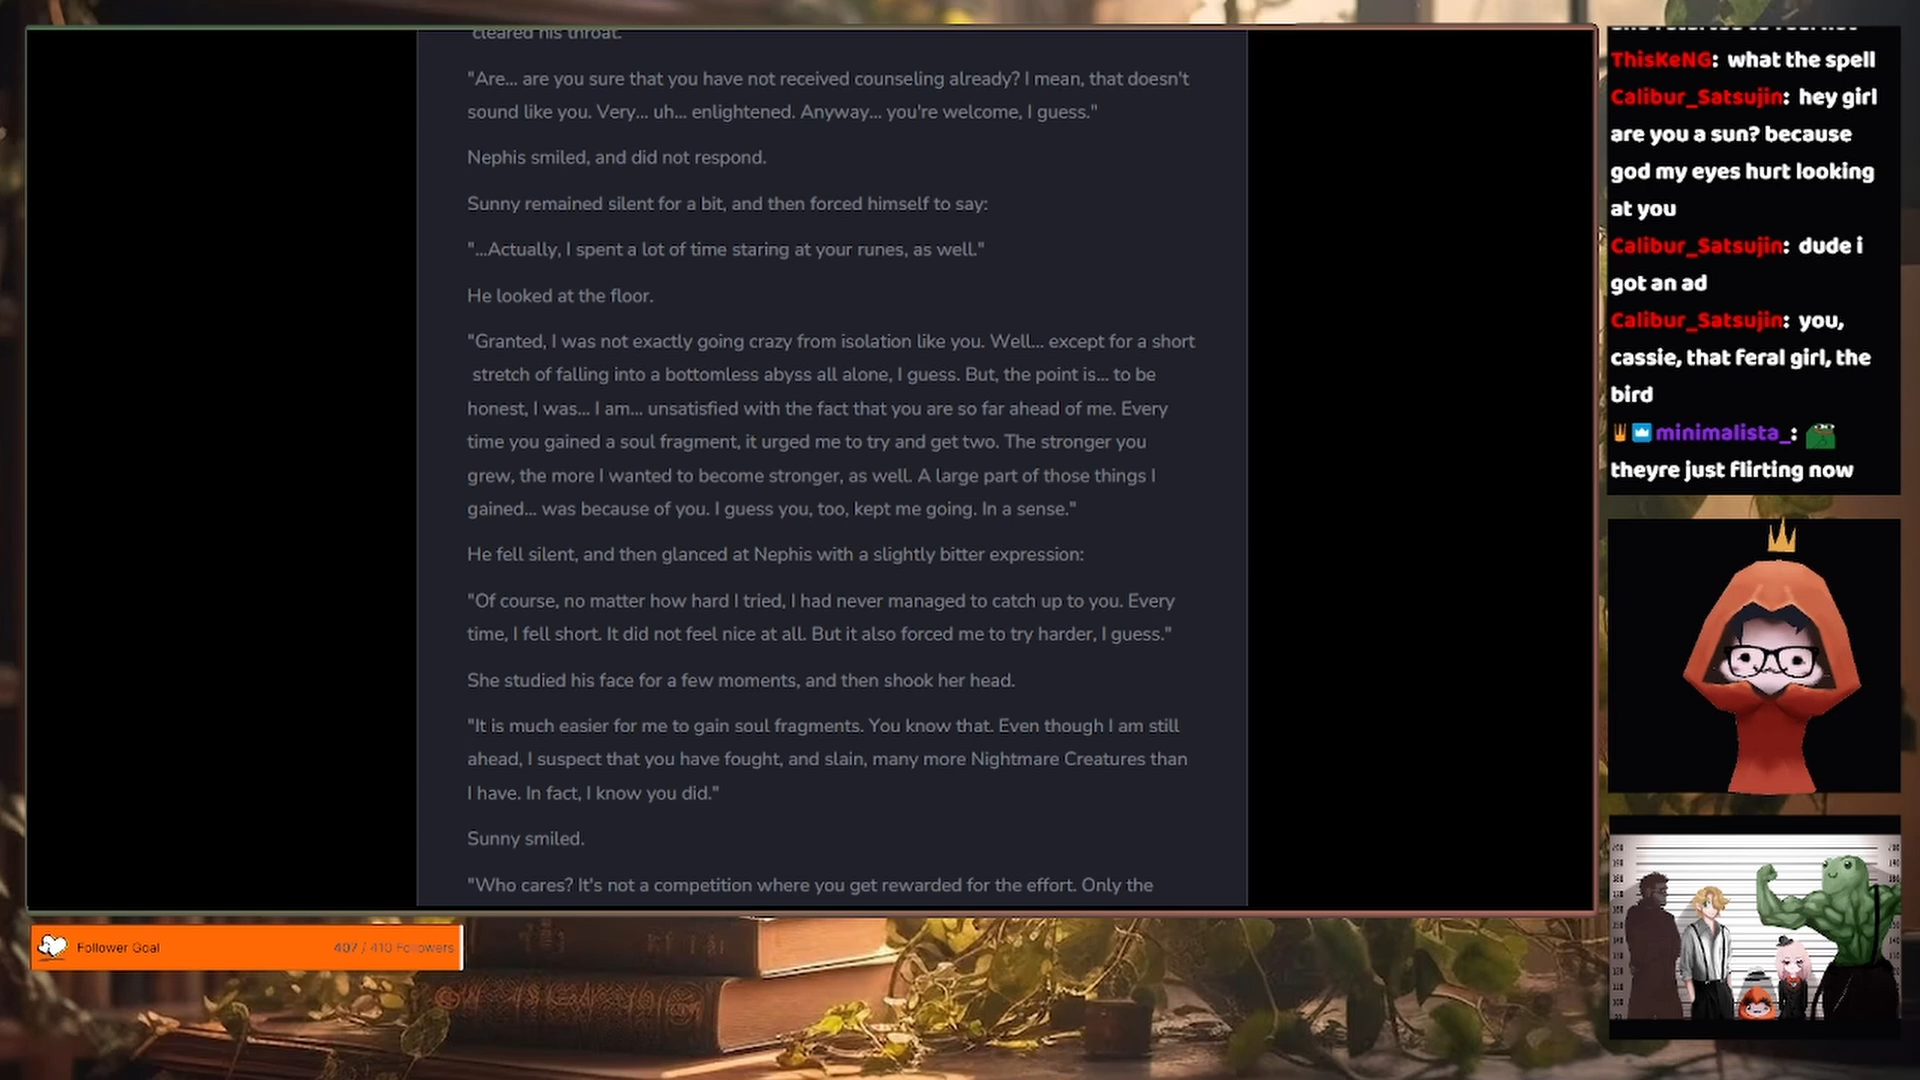 cleared his throat.
"Are... are you sure that you have not received counseling already? I mean, that doesn't
sound like you. Very... uh... enlightened. Anyway... you're welcome, I guess."
Nephis smiled, and did not respond.
Sunny remained silent for a bit, and then forced himself to say:
"...Actually, I spent a lot of time staring at your runes, as well."
He looked at the floor.
"Granted, I was not exactly going crazy from isolation like you. Well... except for a short
stretch of falling into a bottomless abyss all alone, I guess. But, the point is... to be
honest, I was... I am... unsatisfied with the fact that you are so far ahead of me. Every
time you gained a soul fragment, it urged me to try and get two. The stronger you
grew, the more I wanted to become stronger, as well. A large part of those things I
gained... was because of you. I guess you, too, kept me going. In a sense."
He fell silent, and then glanced at Nephis with a slightly bitter expression:
"Of course, no matter how hard I tried, I had never managed to catch up to you. Every
time, I fell short. It did not feel nice at all. But it also forced me to try harder, I guess."
She studied his face for a few moments, and then shook her head.
"It is much easier for me to gain soul fragments. You know that. Even though I am still
ahead, I suspect that you have fought, and slain, many more Nightmare Creatures than
I have. In fact, I know you did."
Sunny smiled.
"Who cares? It's not a competition where you get rewarded for the effort. Only the
Follower Goal
407 / 410 Followers
ThisKeNG: what the spell
Calibur_Satsujin: hey girl
are you a sun? because
god my eyes hurt looking
at you
Calibur_Satsujin: dude i
got an ad
Calibur_Satsujin: you,
cassie, that feral girl, the
bird
minimalista_:
theyre just flirting now